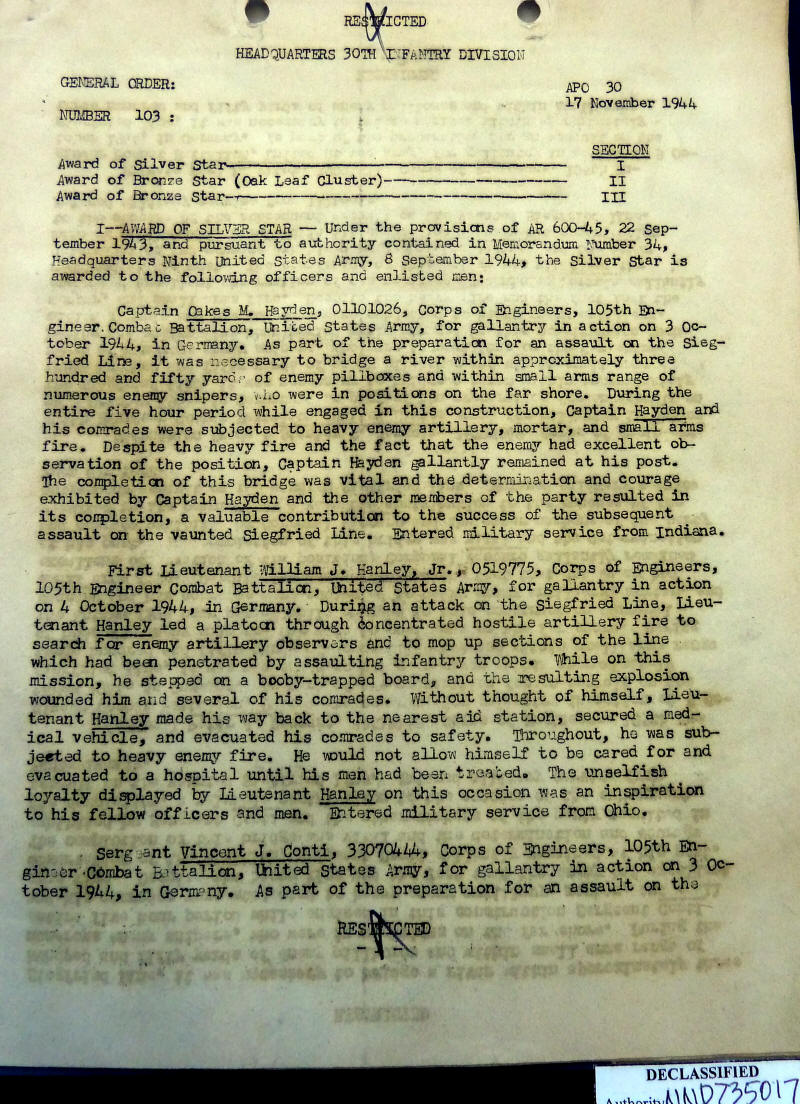 RESTRICTED
HEADQUARTERS 30TH INFANTRY DIVISION
GENERAL ORDER:
APO 30
17 November 1944
NUMBER 103 :
SECTION
Award of Silver Star-------------------- I
Award of Bronze Star (Oak Leaf Cluster)-------------------- II
Award of Bronze Star-------------------- III
I--AWARD OF SILVER STAR -- Under the provisions of AR 600-45, 22 Sep-
tember 1943, and pursuant to authority contained in Memorandum Number 34,
Headquarters Ninth United States Army, 8 September 1944, the Silver Star is
awarded to the following officers and enlisted men:
Captain Oakes M. Hayden, 01101026, Corps of Engineers, 105th En-
gineer Combat Battalion, United States Army, for gallantry in action on 3 Oc-
tober 1944, in Germany. As part of the preparation for an assault on the Sieg-
fried Line, it was necessary to bridge a river within approximately three
hundred and fifty yards of enemy pillboxes and within small arms range of
numerous enemy snipers, who were in positions on the far shore. During the
entire five hour period while engaged in this construction, Captain Hayden and
his comrades were subjected to heavy enemy artillery, mortar, and small arms
fire. Despite the heavy fire and the fact that the enemy had excellent ob-
servation of the position, Captain Hayden gallantly remained at his post.
The completion of this bridge was vital and the determination and courage
exhibited by Captain Hayden and the other members of the party resulted in
its completion, a valuable contribution to the success of the subsequent
assault on the vaunted Siegfried Line. Entered military service from Indiana.
First Lieutenant William J. Hanley, Jr., 0519775, Corps of Engineers,
105th Engineer Combat Battalion, United States Army, for gallantry in action
on 4 October 1944, in Germany. During an attack on the Siegfried Line, Lieu-
tenant Hanley led a platoon through concentrated hostile artillery fire to
search for enemy artillery observers and to mop up sections of the line
which had been penetrated by assaulting infantry troops. While on this
mission, he stepped on a booby-trapped board, and the resulting explosion
wounded him and several of his comrades. Without thought of himself, Lieu-
tenant Hanley made his way back to the nearest aid station, secured a med-
ical vehicle, and evacuated his comrades to safety. Throughout, he was sub-
jected to heavy enemy fire. He would not allow himself to be cared for and
evacuated to a hospital until his men had been treated. The unselfish
loyalty displayed by Lieutenant Hanley on this occasion was an inspiration
to his fellow officers and men. Entered military service from Ohio.
Sergeant Vincent J. Conti, 33070444, Corps of Engineers, 105th En-
gineer Combat Battalion, United States Army, for gallantry in action on 3 Oc-
tober 1944, in Germany. As part of the preparation for an assault on the
RESTRICTED
- 1 -
DECLASSIFIED
Authority NND735017